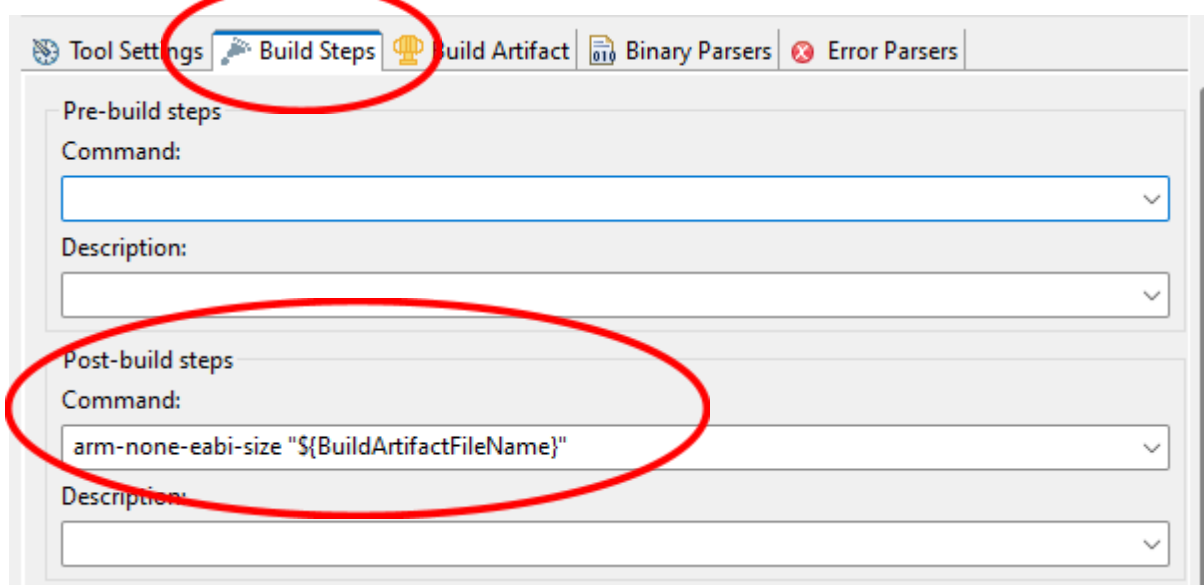 Tool Settings Build Steps Build Artifact Binary Parsers Error Parsers
Pre-build steps
Command:
Description:
Post-build steps
Command:
arm-none-eabi-size "${BuildArtifactFileName}"
Description: